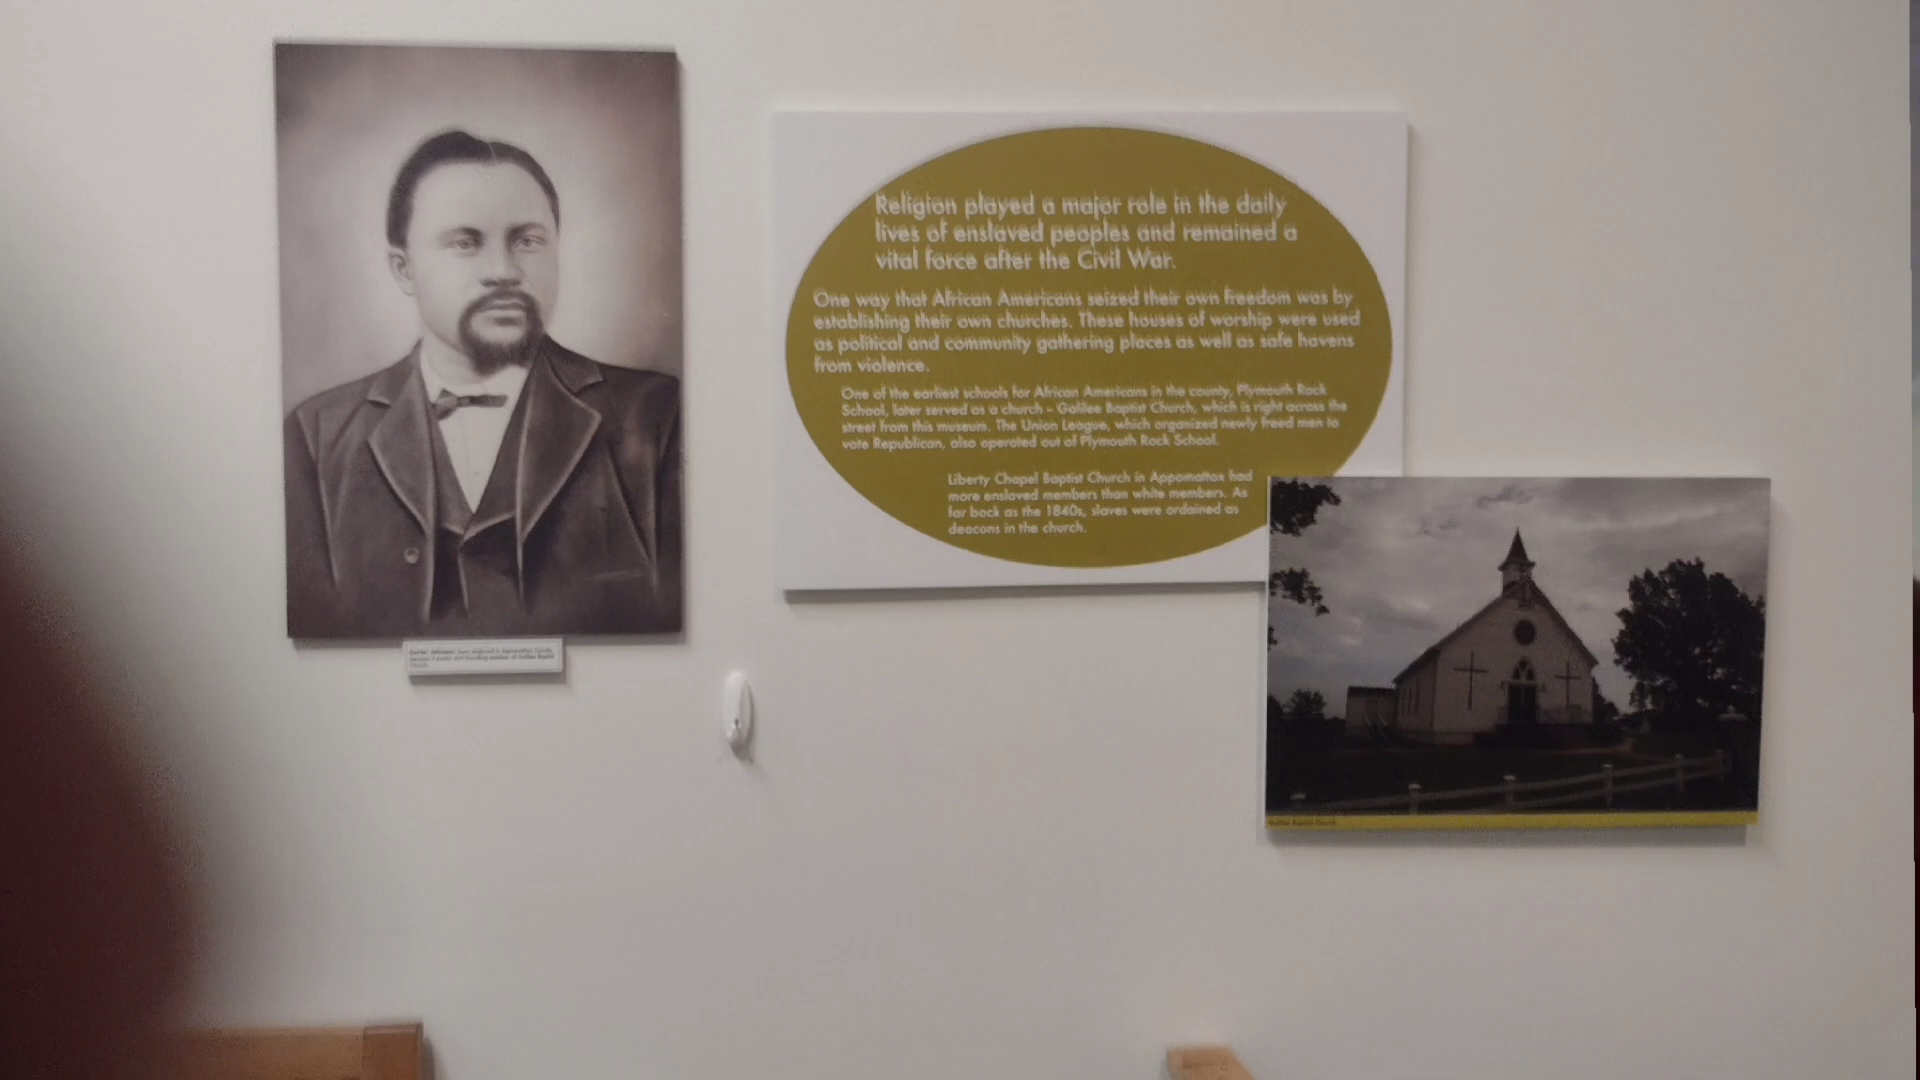 Religion played a major role in the daily
lives of enslaved peoples and remained a
vital force after the Civil War.
One way that African Americans seized their own freedom was by
establishing their own churches. These houses of worship were used
as political and community gathering places as well as safe havens
from violence.
One of the earliest schools for African Americans in the county, Plymouth Rock
School, later served as a church – Galilee Baptist Church, which is right across the
street from this museum. The Union League, which organized newly freed men to
vote Republican, also operated out of Plymouth Rock School.
Liberty Chapel Baptist Church in Appomattox had
more enslaved members than white members. As
far back as the 1840s, slaves were ordained as
deacons in the church.
Galilee Baptist Church